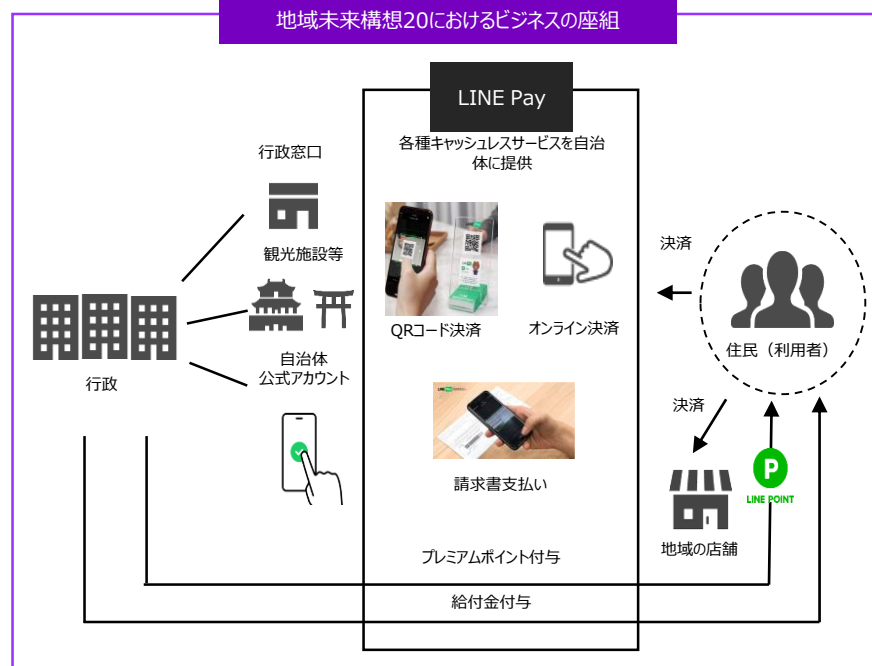 地域未来構想20におけるビジネスの座組
LINE Pay
各種キャッシュレスサービスを自治
体に提供
行政窓口
観光施設等
自治体
公式アカウント
行政
QRコード決済
オンライン決済
請求書支払い
決済
住民（利用者）
決済
P
LINE POINT
地域の店舗
プレミアムポイント付与
給付金付与